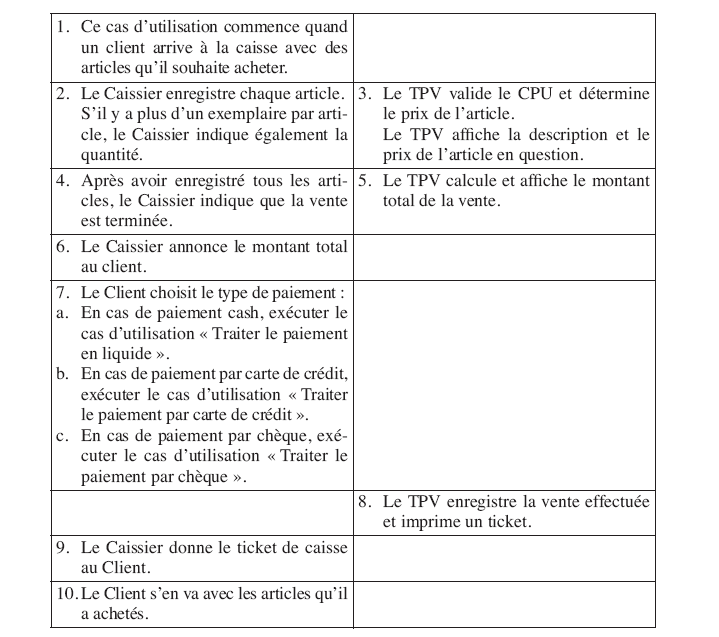 1. Ce cas d'utilisation commence quand
un client arrive à la caisse avec des
articles qu'il souhaite acheter.
2. Le Caissier enregistre chaque article.
S'il y a plus d'un exemplaire par arti-
cle, le Caissier indique également la
quantité.
3. Le TPV valide le CPU et détermine
le prix de l'article.
Le TPV affiche la description et le
prix de l'article en question.
4. Après avoir enregistré tous les arti-
cles, le Caissier indique que la vente
est terminée.
5. Le TPV calcule et affiche le montant
total de la vente.
6. Le Caissier annonce le montant total
au client.
7. Le Client choisit le type de paiement :
a. En cas de paiement cash, exécuter le
cas d'utilisation « Traiter le paiement
en liquide ».
b. En cas de paiement par carte de crédit,
exécuter le cas d'utilisation « Traiter
le paiement par carte de crédit ».
c. En cas de paiement par chèque, exé-
cuter le cas d'utilisation « Traiter le
paiement par chèque ».
8. Le TPV enregistre la vente effectuée
et imprime un ticket.
9. Le Caissier donne le ticket de caisse
au Client.
10. Le Client s'en va avec les articles qu'il
a achetés.